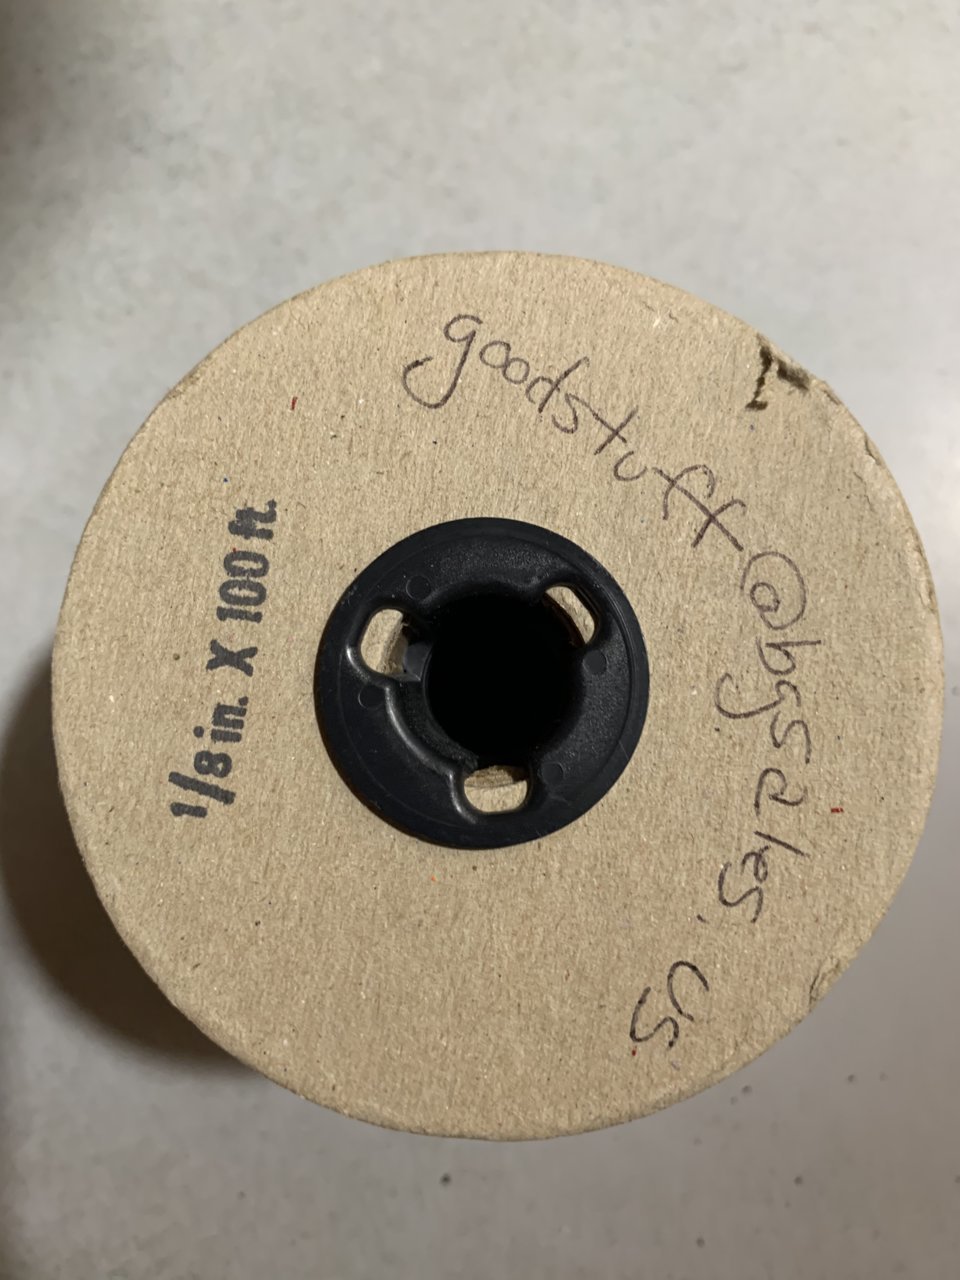 goodstuff@bgsales.us
1/8 in. X 100 ft.